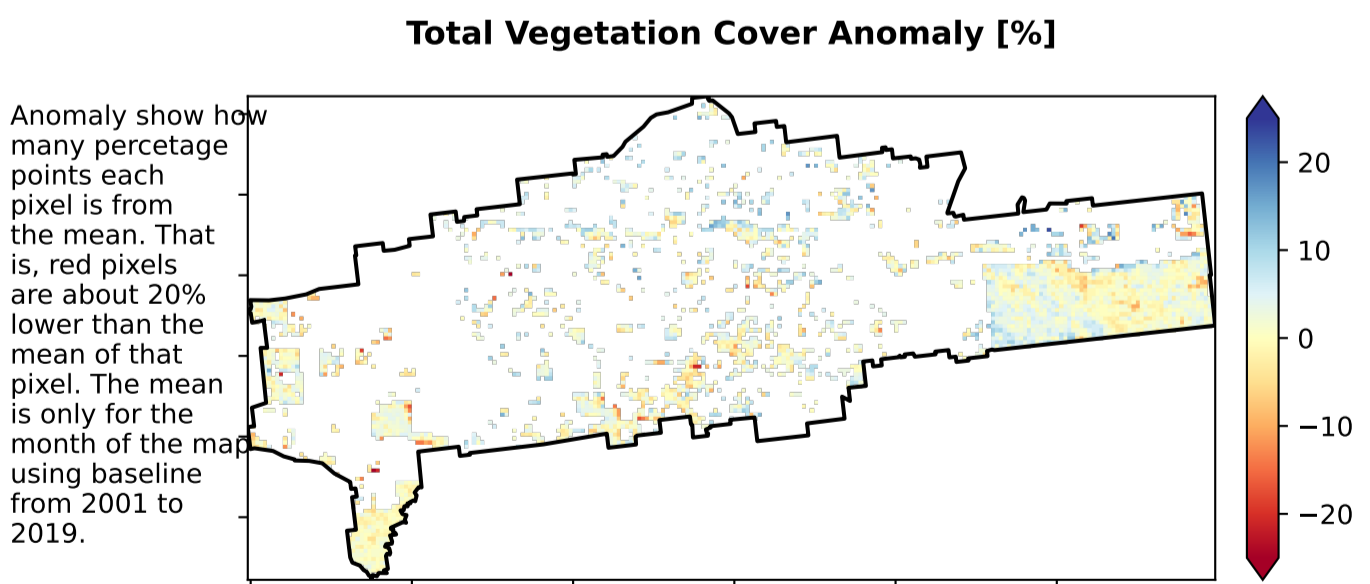 Total Vegetation Cover Anomaly [%]
Anomaly show how
many percetage
points each
pixel is from
the mean. That
is, red pixels
are about 20%
lower than the
mean of that
pixel. The mean
is only for the
month of the map
using baseline
from 2001 to
2019.
20
10
0
−10
−20